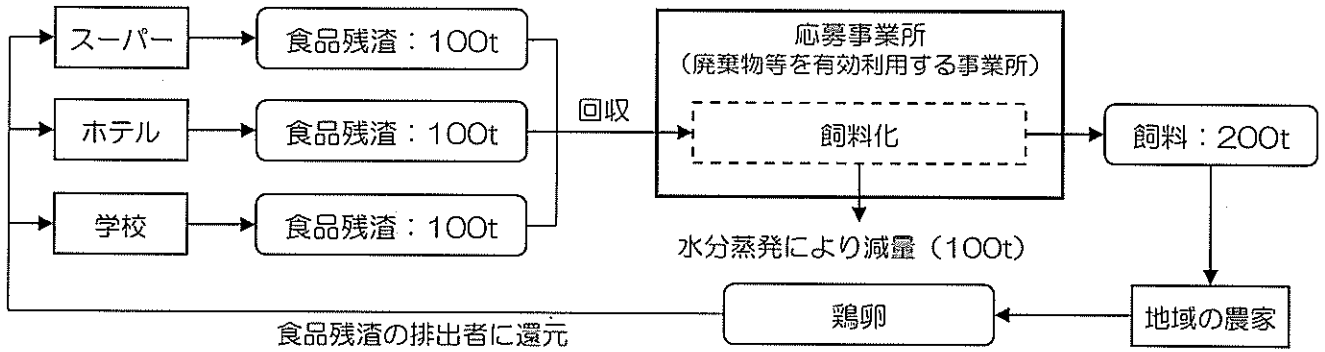 スーパー
食品残渣：100t
ホテル
食品残渣：100t
学校
食品残渣：100t
回収
応募事業所
（廃棄物等を有効利用する事業所）
飼料化
水分蒸発により減量（100t）
飼料：200t
地域の農家
鶏卵
食品残渣の排出者に還元